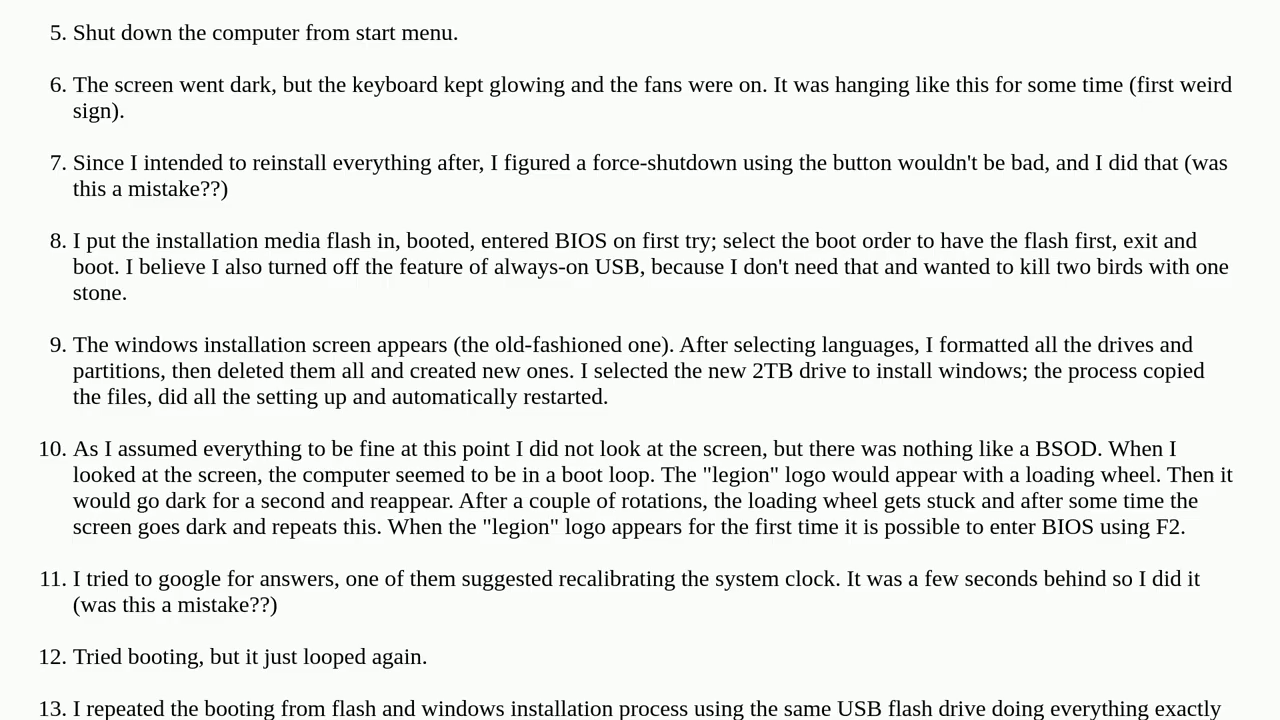 5. Shut down the computer from start menu.
6. The screen went dark, but the keyboard kept glowing and the fans were on. It was hanging like this for some time (first weird
sign).
7. Since I intended to reinstall everything after, I figured a force-shutdown using the button wouldn't be bad, and I did that (was
this a mistake??)
8. I put the installation media flash in, booted, entered BIOS on first try; select the boot order to have the flash first, exit and
boot. I believe I also turned off the feature of always-on USB, because I don't need that and wanted to kill two birds with one
stone.
9. The windows installation screen appears (the old-fashioned one). After selecting languages, I formatted all the drives and
partitions, then deleted them all and created new ones. I selected the new 2TB drive to install windows; the process copied
the files, did all the setting up and automatically restarted.
10. As I assumed everything to be fine at this point I did not look at the screen, but there was nothing like a BSOD. When I
looked at the screen, the computer seemed to be in a boot loop. The "legion" logo would appear with a loading wheel. Then it
would go dark for a second and reappear. After a couple of rotations, the loading wheel gets stuck and after some time the
screen goes dark and repeats this. When the "legion" logo appears for the first time it is possible to enter BIOS using F2.
11. I tried to google for answers, one of them suggested recalibrating the system clock. It was a few seconds behind so I did it
(was this a mistake??)
12. Tried booting, but it just looped again.
13. I repeated the booting from flash and windows installation process using the same USB flash drive doing everything exactly